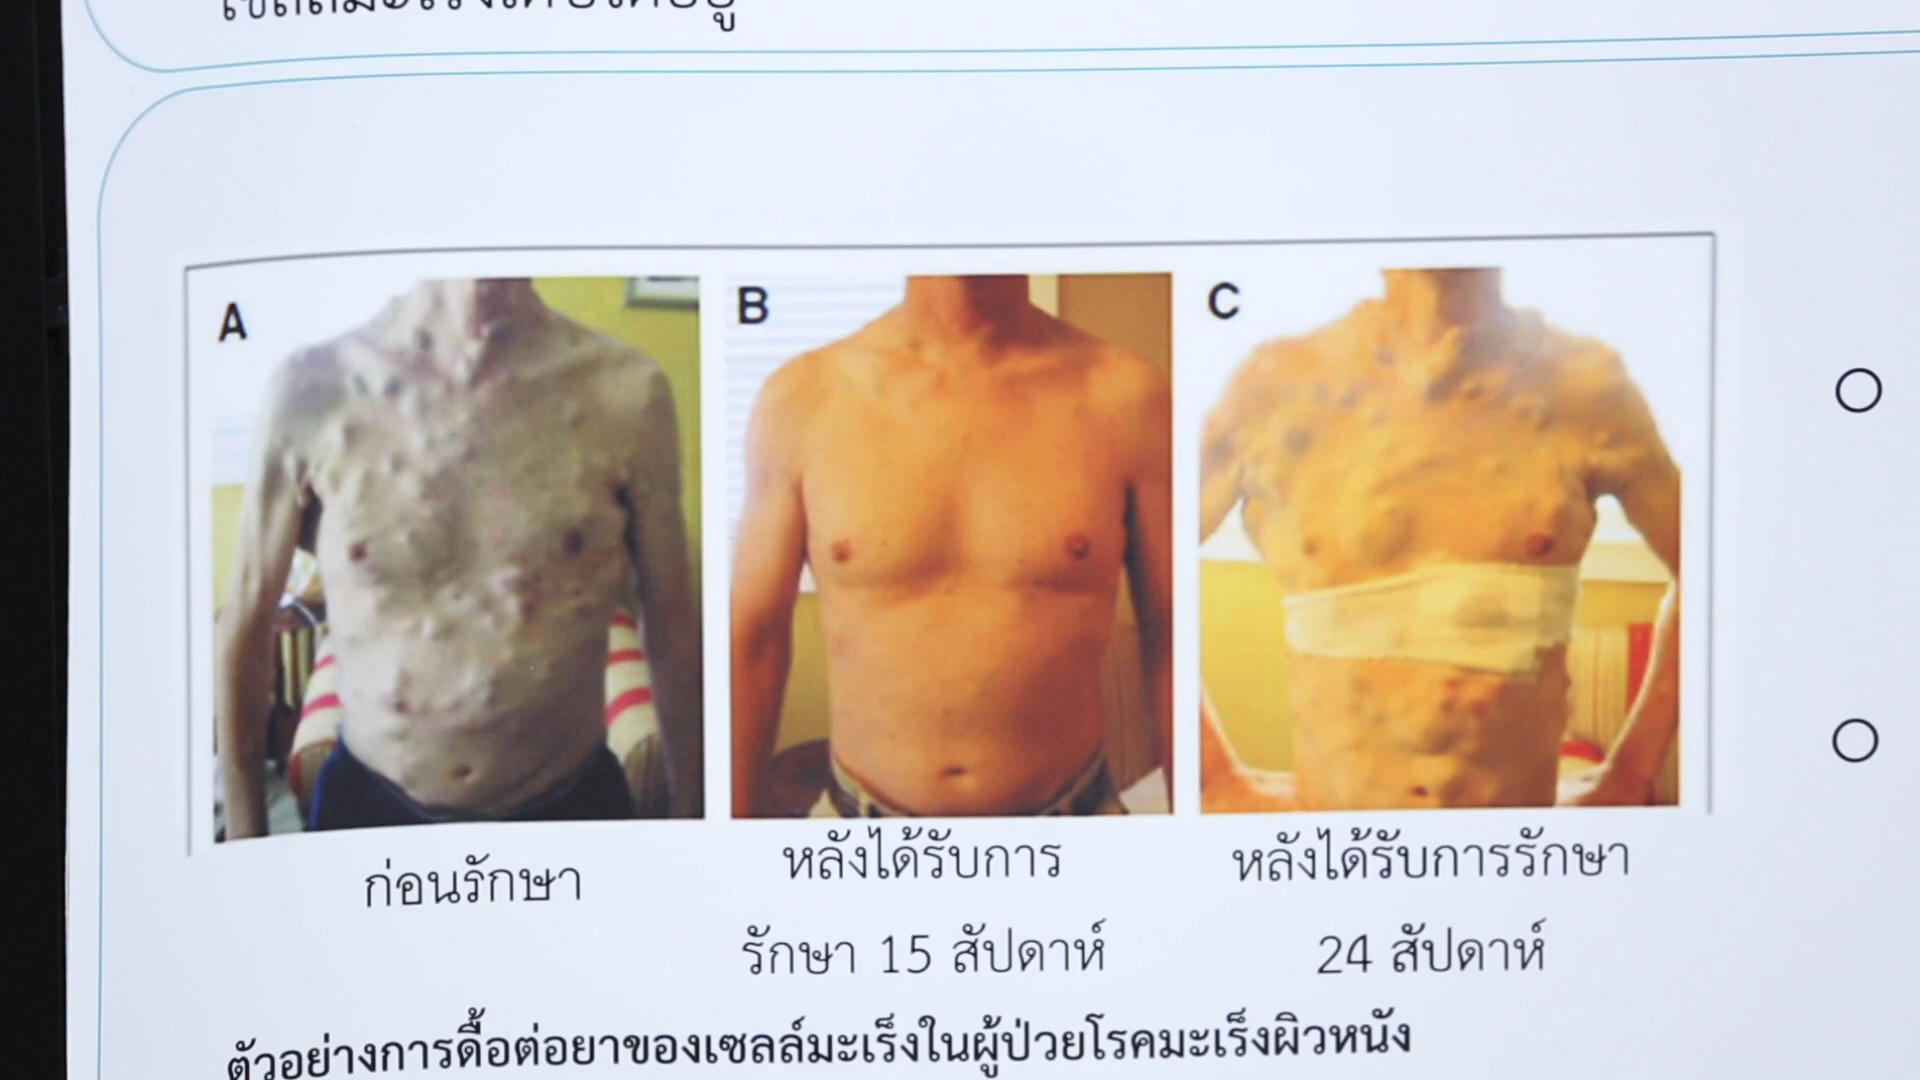 A
B
C
ก่อนรักษา
หลังได้รับการ
รักษา 15 สัปดาห์
หลังได้รับการรักษา
24 สัปดาห์
ตัวอย่างการดื้อต่อยาของเซลล์มะเร็งในผู้ป่วยโรคมะเร็งผิวหนัง